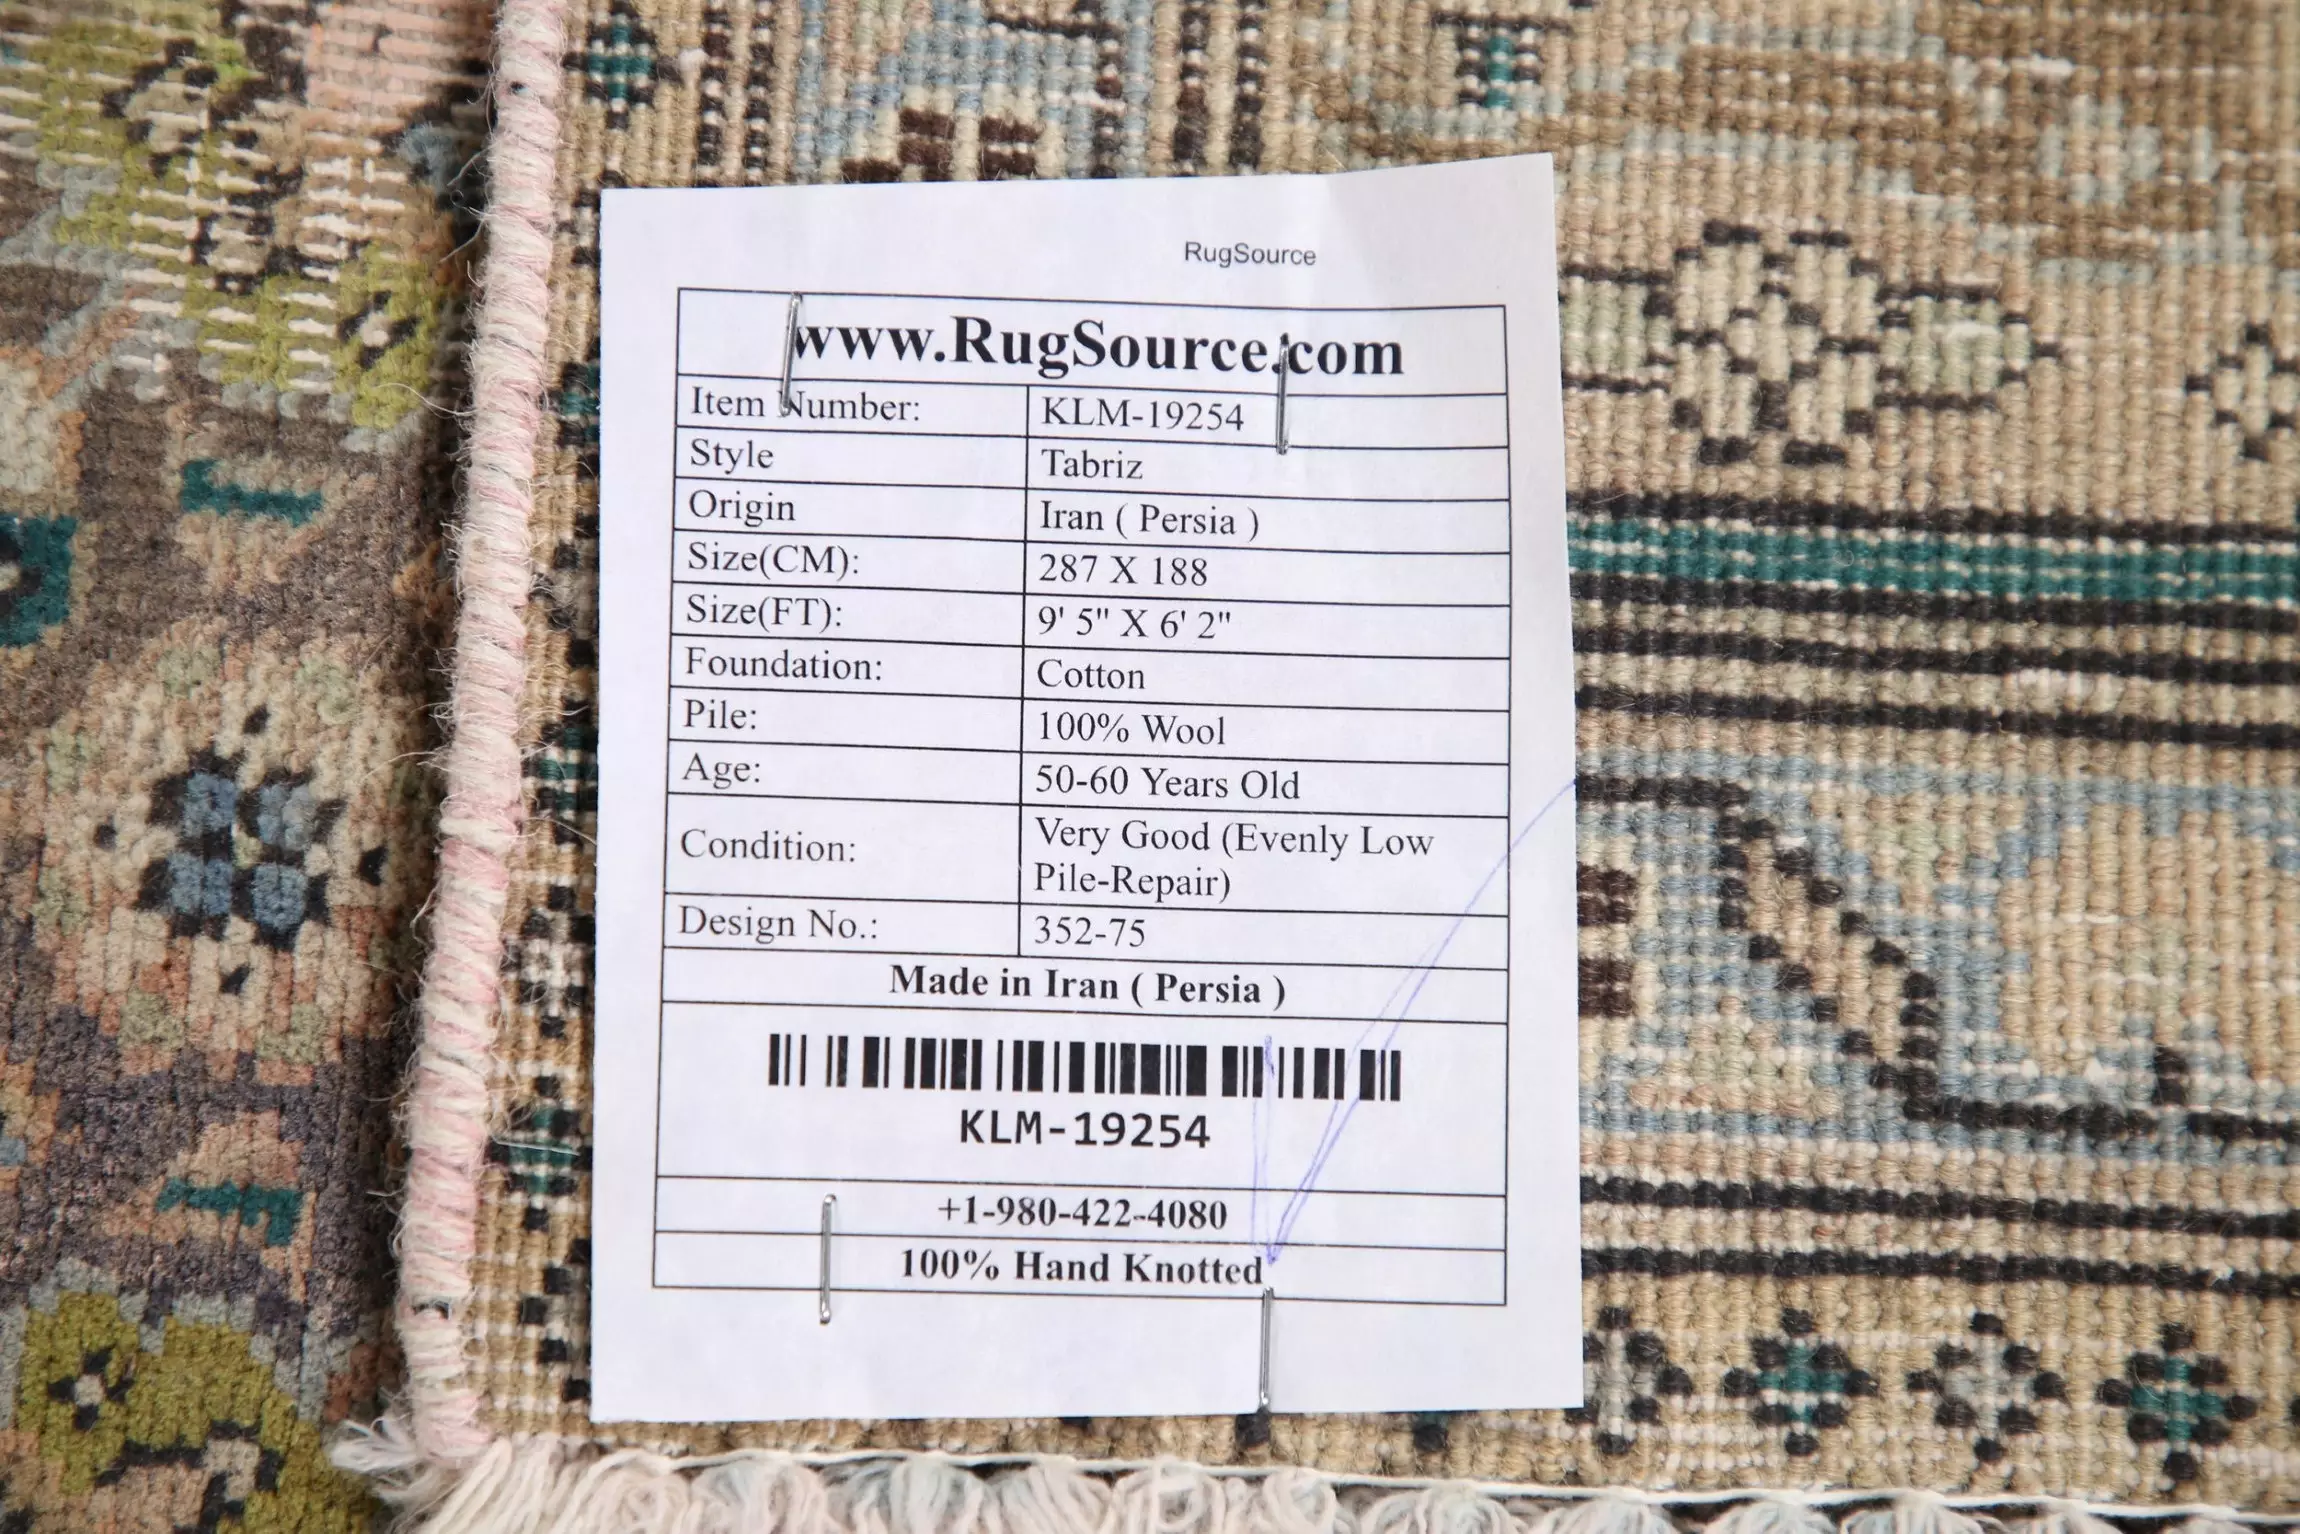 RugSource
www.RugSource.com
Item Number: KLM-19254
Style Tabriz
Origin Iran ( Persia )
Size(CM): 287 X 188
Size(FT): 9' 5" X 6' 2"
Foundation: Cotton
Pile: 100% Wool
Age: 50-60 Years Old
Condition: Very Good (Evenly Low
Pile-Repair)
Design No.: 352-75
Made in Iran ( Persia )
KLM-19254
+1-980-422-4080
100% Hand Knotted